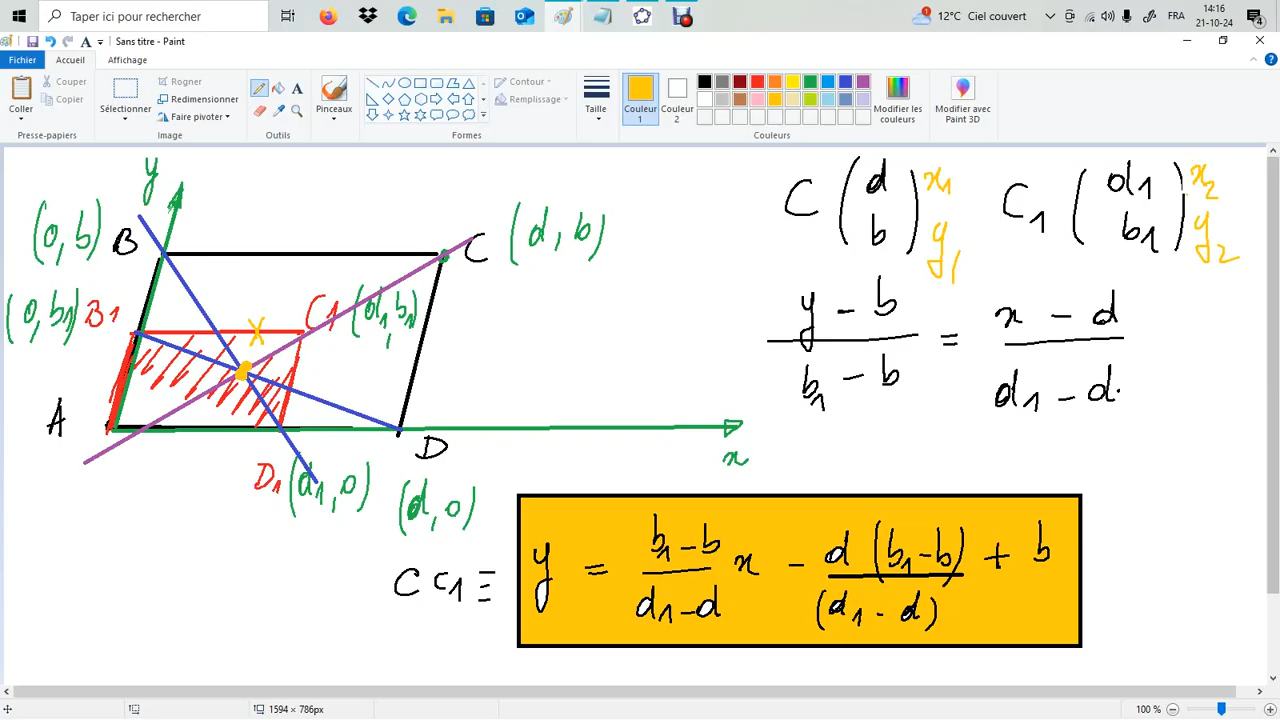 Taper ici pour rechercher
12°C Ciel couvert
FRA
14:16
21-10-24
4
Sans titre - Paint
Fichier
Accueil
Affichage
Coller
Couper
Copier
Presse-papiers
Sélectionner
Rogner
Redimensionner
Faire pivoter
Image
A
Outils
Pinceaux
Contour
Remplissage
Formes
Taille
Couleur 1
Couleur 2
Modifier les couleurs
Couleurs
Modifier avec Paint 3D
y
(0, b) B
C (d, b)
(0, b1) B1
C1 (d1, b1)
X
A
D
x
D1 (d1, 0)
(d, 0)
C (d b) x1 y1
C1 (d1 b1) x2 y2
y - b / b1 - b = x - d / d1 - d
CC1 ≡ y = b1 - b / d1 - d x - d (b1 - b) / (d1 - d) + b
1594 × 786px
100 %